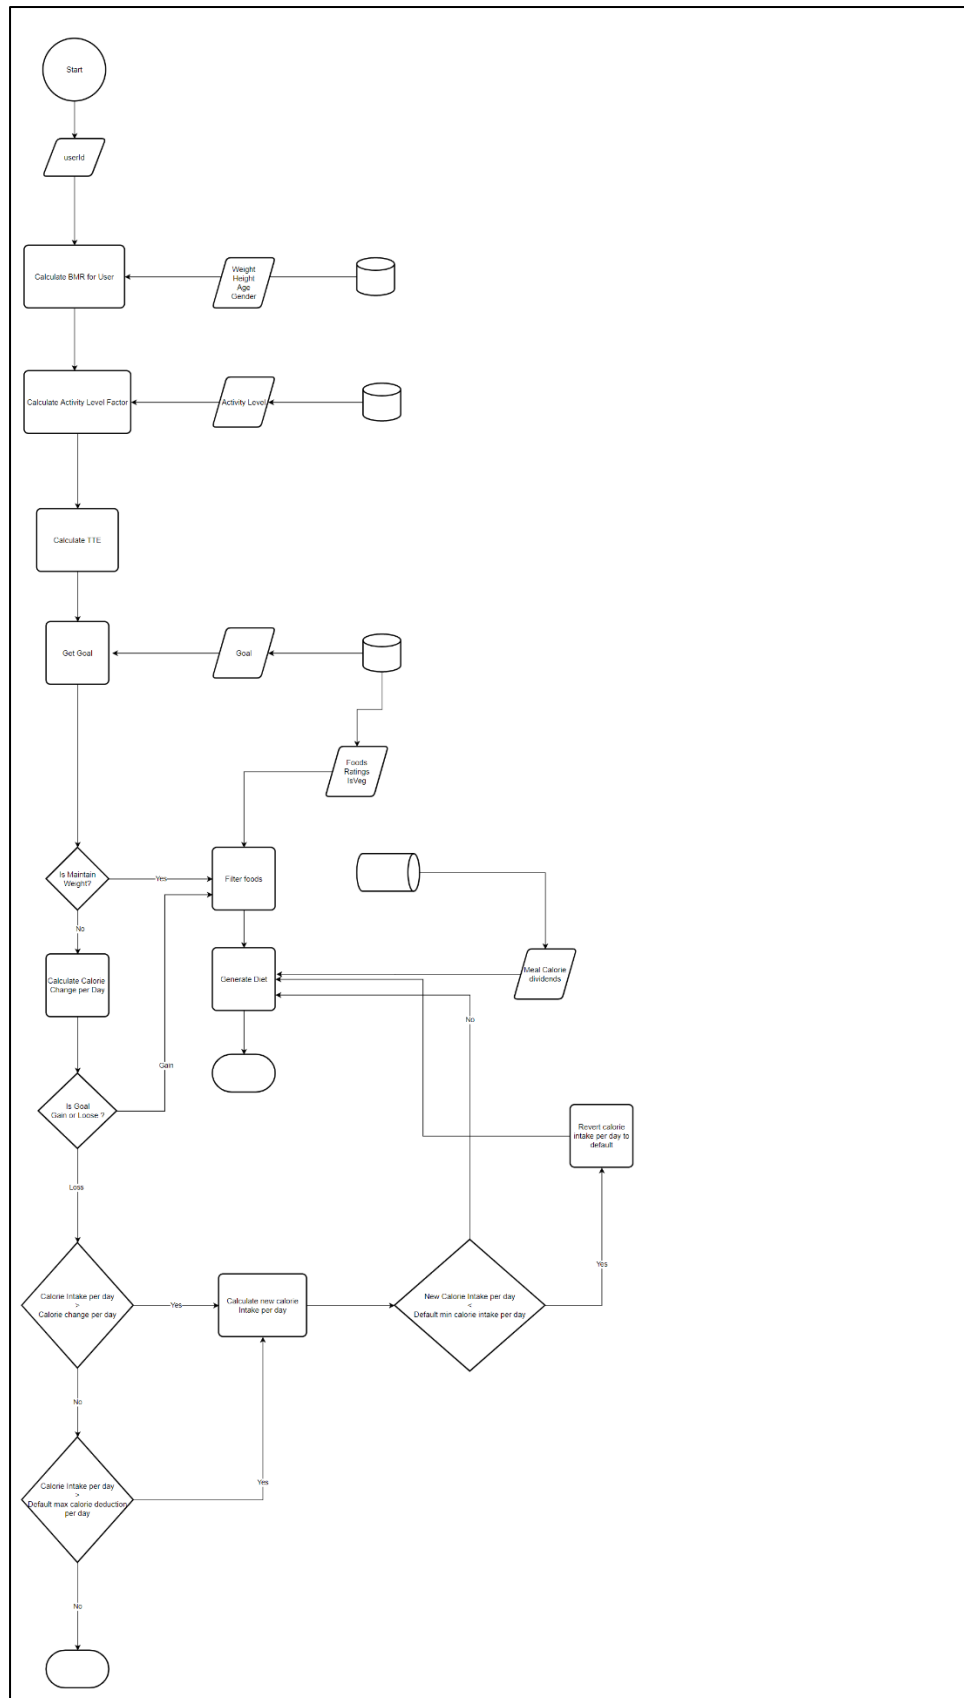 Start
userId
Calculate BMR for User
Weight
Height
Age
Gender
Calculate Activity Level Factor
Activity Level
Calculate TTE
Get Goal
Goal
Foods
Ratings
IsVeg
Is Maintain
Weight?
Yes
Filter foods
No
Calculate Calorie
Change per Day
Generate Diet
Meal Calorie
dividends
No
Gain
Is Goal
Gain or Loose ?
Revert calorie
intake per day to
default
Loss
Calorie Intake per day
>
Calorie change per day
Yes
Calculate new calorie
Intake per day
New Calorie Intake per day
<
Default min calorie intake per day
Yes
No
Calorie Intake per day
>
Default max calorie deduction
per day
Yes
No